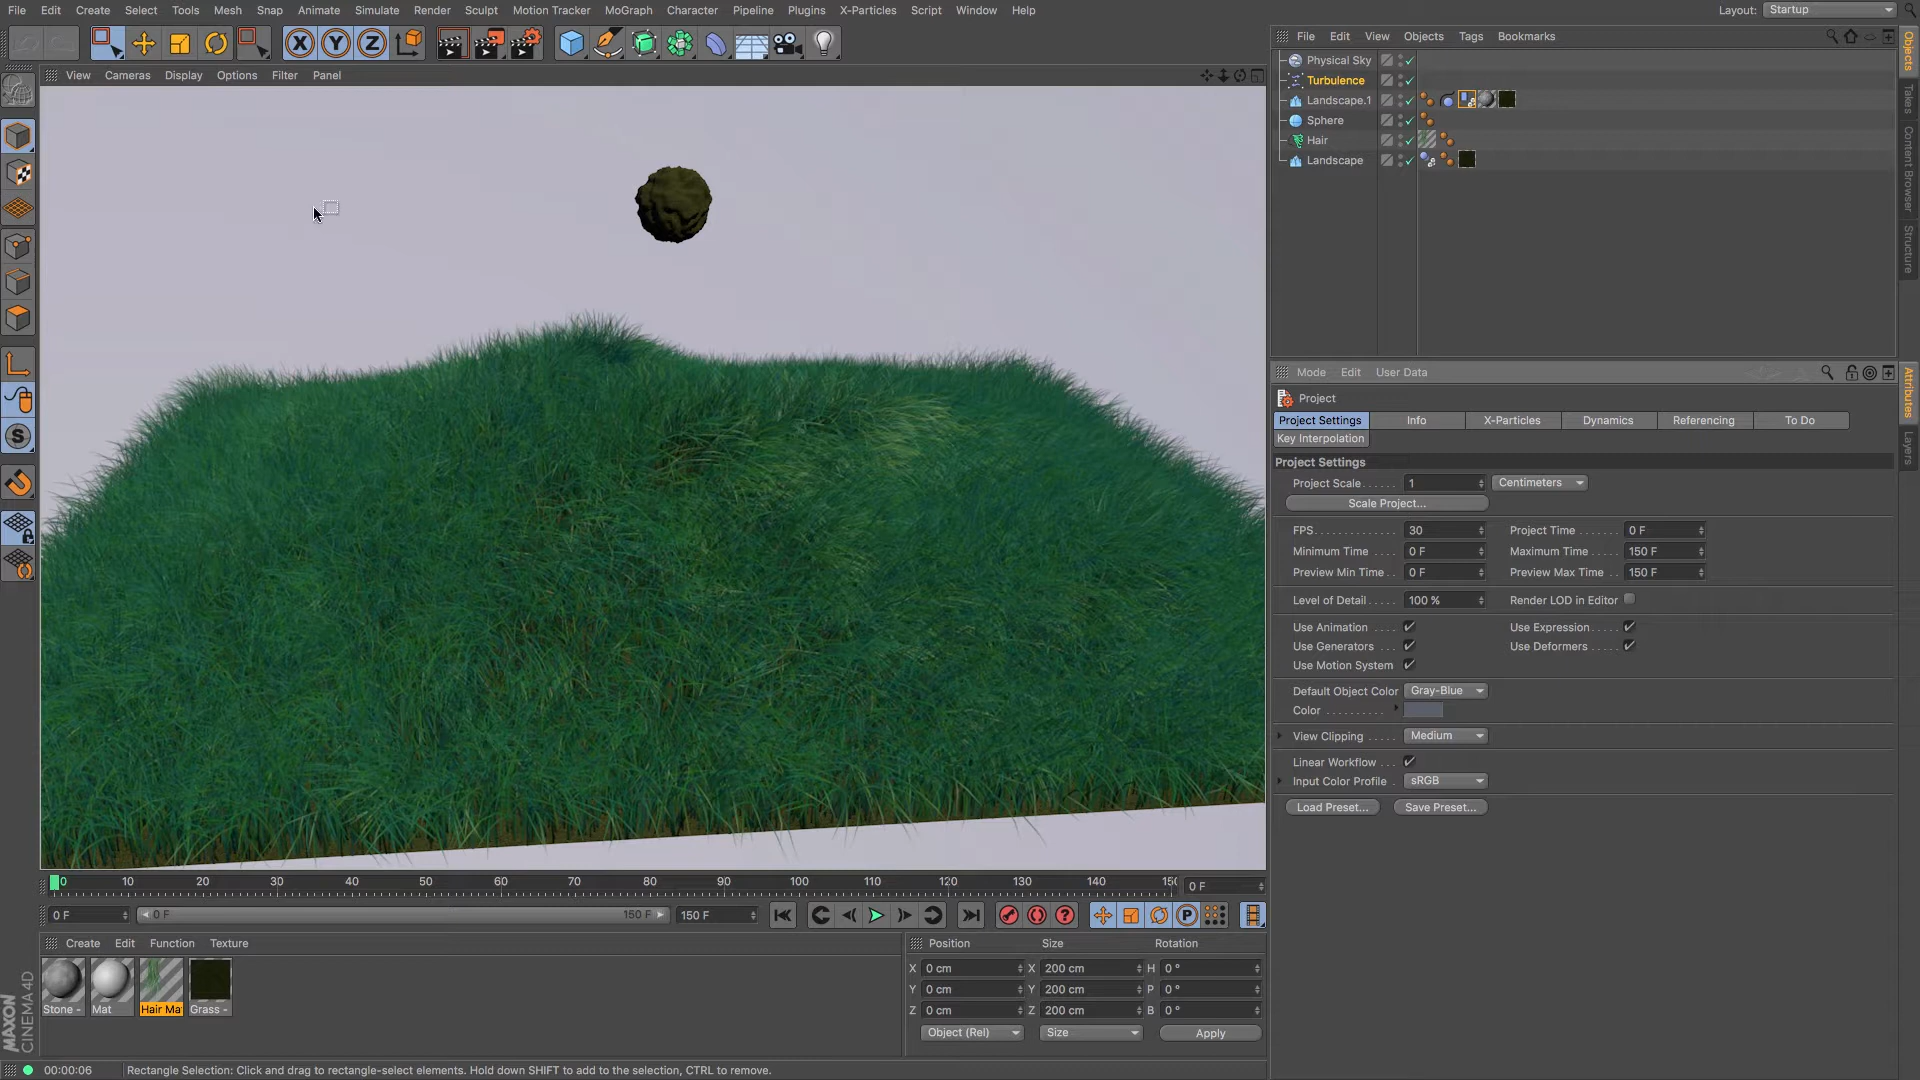 File Edit Create Select Tools Mesh Snap Animate Simulate Render Sculpt Motion Tracker MoGraph Character Pipeline Plugins X-Particles Script Window Help Layout: Startup
File Edit View Objects Tags Bookmarks
View Cameras Display Options Filter Panel
Physical Sky
Turbulence
Landscape.1
Sphere
Hair
Landscape
Objects
Takes
Content Browser
Structure
Mode Edit User Data
Project
Project Settings Info X-Particles Dynamics Referencing To Do
Key Interpolation
Attributes
Layers
Project Settings
Project Scale 1 Centimeters
Scale Project...
FPS 30 Project Time 0 F
Minimum Time 0 F Maximum Time 150 F
Preview Min Time 0 F Preview Max Time 150 F
Level of Detail 100 % Render LOD in Editor
Use Animation Use Expression
Use Generators Use Deformers
Use Motion System
Default Object Color Gray-Blue
Color
View Clipping Medium
Linear Workflow
Input Color Profile sRGB
Load Preset... Save Preset...
0 10 20 30 40 50 60 70 80 90 100 110 120 130 140 0 F
0 F 0 F 150 F 150 F
Create Edit Function Texture
Stone - Mat Hair Ma Grass -
Position Size Rotation
X 0 cm X 200 cm H 0 °
Y 0 cm Y 200 cm P 0 °
Z 0 cm Z 200 cm B 0 °
Object (Rel) Size Apply
MAXON
CINEMA 4D
00:00:06 Rectangle Selection: Click and drag to rectangle-select elements. Hold down SHIFT to add to the selection, CTRL to remove.